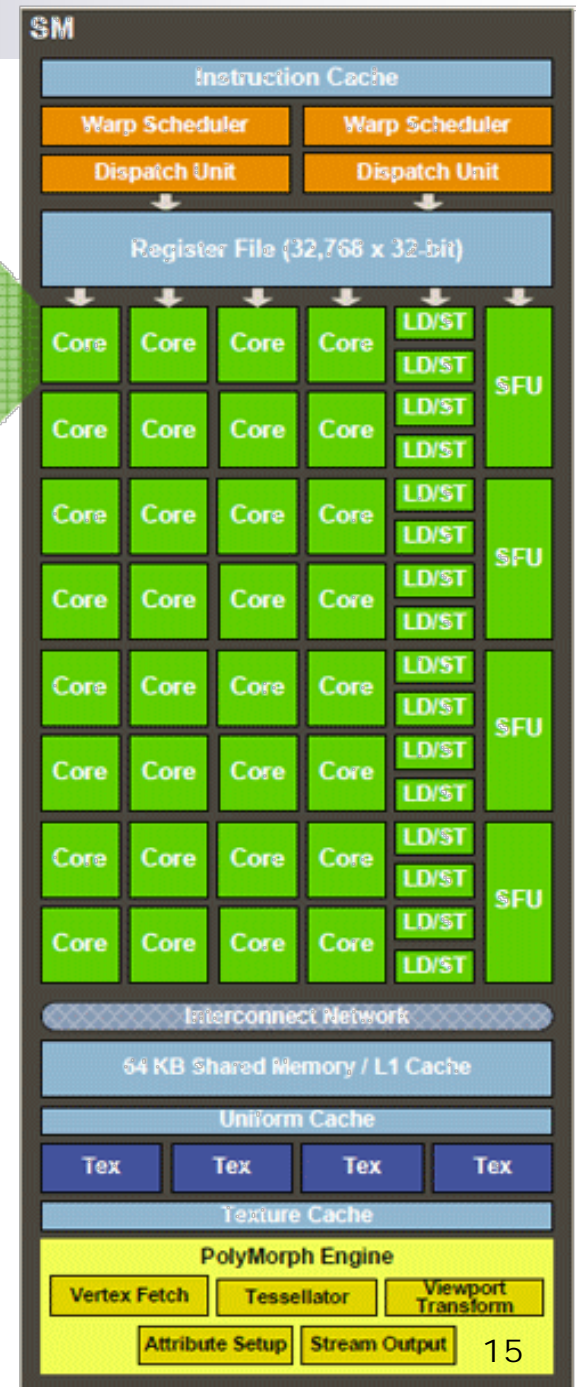 SM
Instruction Cache
Warp Scheduler Warp Scheduler
Dispatch Unit Dispatch Unit
Register File (32,768 x 32-bit)
Core Core Core Core LD/ST SFU
LD/ST
Core Core Core Core LD/ST
LD/ST
Core Core Core Core LD/ST SFU
LD/ST
Core Core Core Core LD/ST
LD/ST
Core Core Core Core LD/ST SFU
LD/ST
Core Core Core Core LD/ST
LD/ST
Core Core Core Core LD/ST SFU
LD/ST
Core Core Core Core LD/ST
LD/ST
Interconnect Network
64 KB Shared Memory / L1 Cache
Uniform Cache
Tex Tex Tex Tex
Texture Cache
PolyMorph Engine
Vertex Fetch Tessellator Viewport
Transform
Attribute Setup Stream Output 15